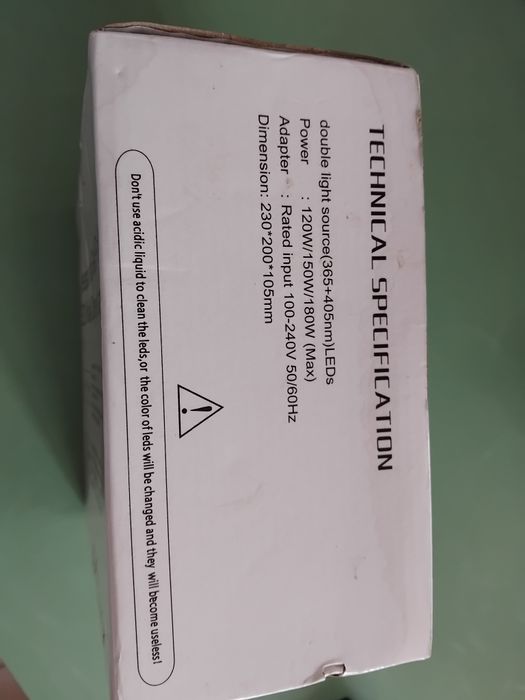 TECHNICAL SPECIFICATION
double light source(365+405nm)LEDs
Power : 120W/150W/180W (Max)
Adapter : Rated input 100-240V 50/60Hz
Dimension: 230*200*105mm
Don't use acidic liquid to clean the leds,or the color of leds will be changed and they will become useless!